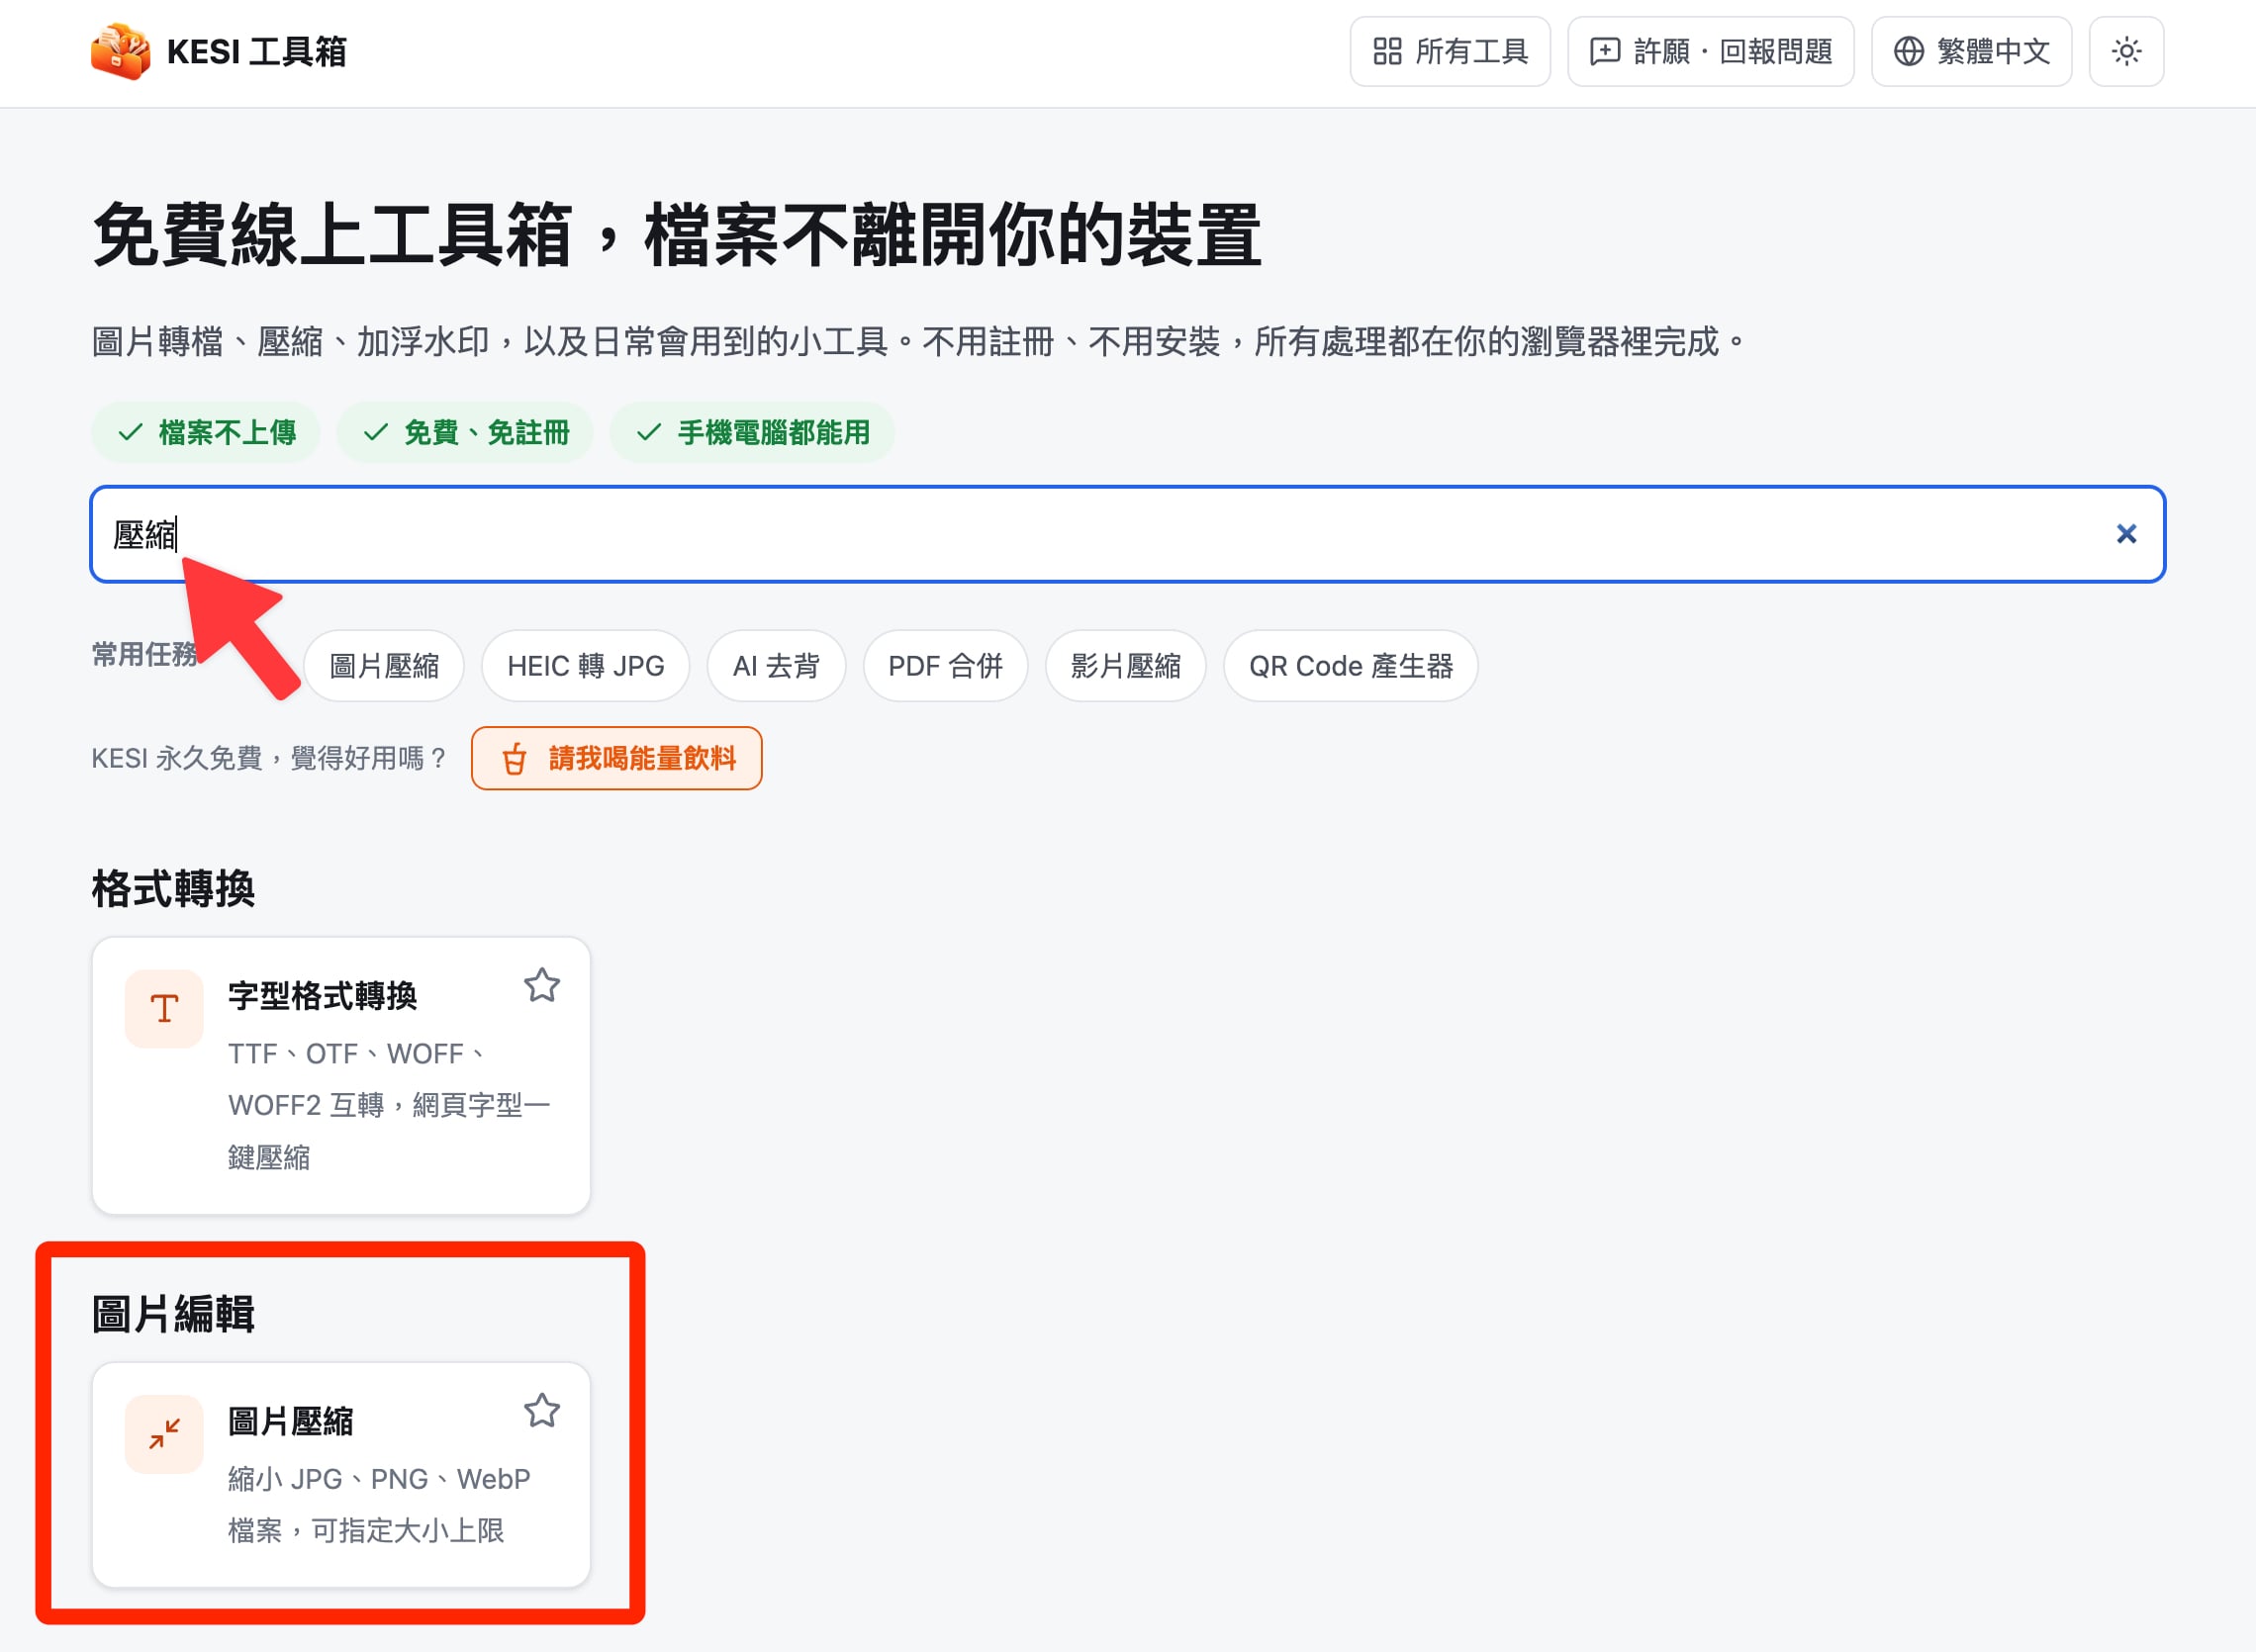 KESI 工具箱
所有工具
許願・回報問題
繁體中文
免費線上工具箱，檔案不離開你的裝置
圖片轉檔、壓縮、加浮水印，以及日常會用到的小工具。不用註冊、不用安裝，所有處理都在你的瀏覽器裡完成。
檔案不上傳
免費、免註冊
手機電腦都能用
壓縮
常用任務
圖片壓縮
HEIC 轉 JPG
AI 去背
PDF 合併
影片壓縮
QR Code 產生器
KESI 永久免費，覺得好用嗎？
請我喝能量飲料
格式轉換
字型格式轉換
TTF、OTF、WOFF、
WOFF2 互轉，網頁字型一
鍵壓縮
圖片編輯
圖片壓縮
縮小 JPG、PNG、WebP
檔案，可指定大小上限